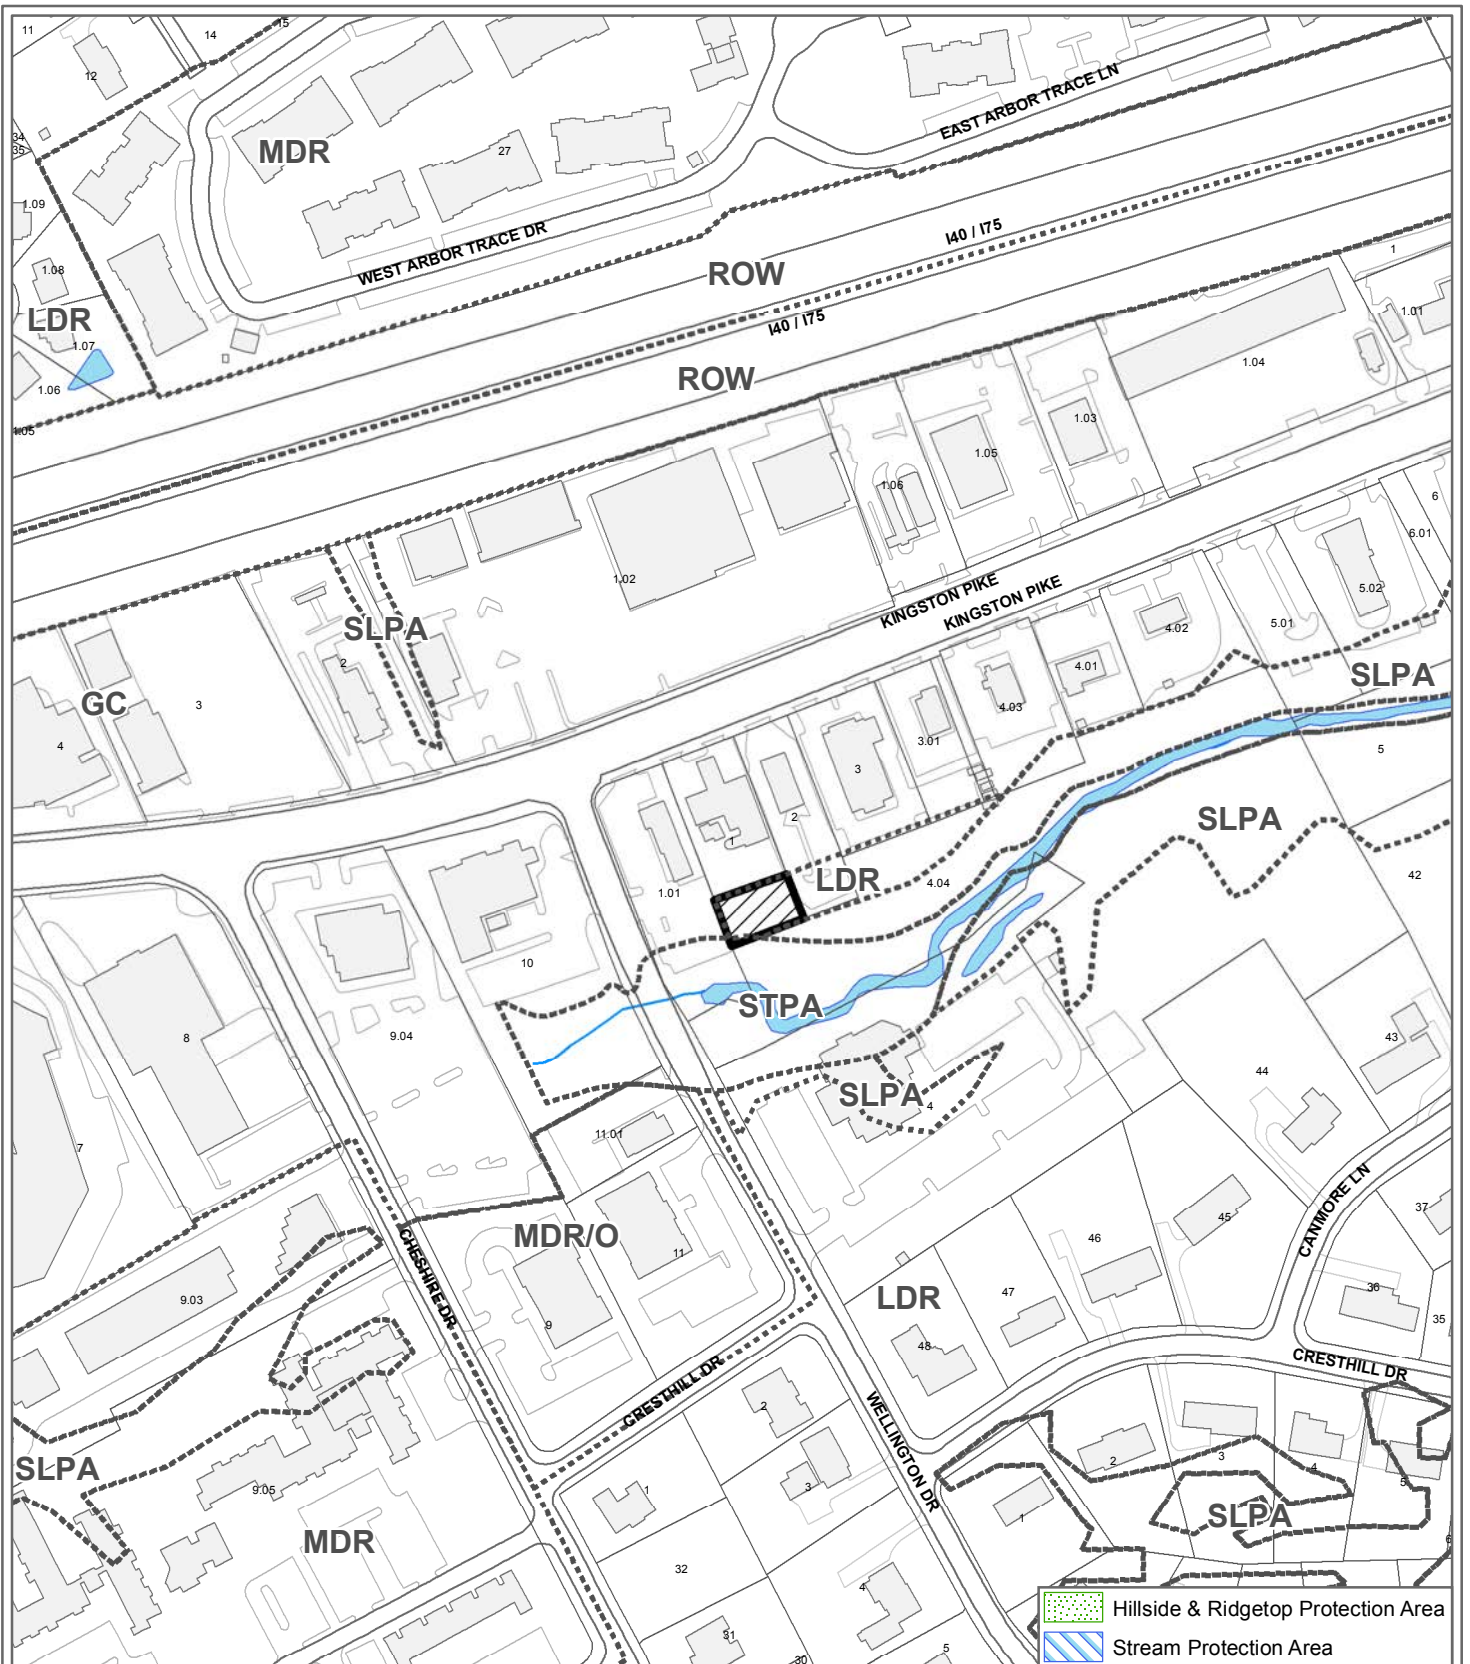 11
14
15
12
MDR
27
EAST ARBOR TRACE LN
34
35
1.09
WEST ARBOR TRACE DR
I40 / I75
1
1.08
ROW
LDR
I40 / I75
1.01
1.07
1.06
ROW
1.04
1.05
1.03
1.05
1.06
6
6.01
1.02
KINGSTON PIKE
KINGSTON PIKE
5.02
SLPA
4.02
5.01
2
4.01
SLPA
GC
3
4.03
4
3.01
5
3
2
SLPA
1
LDR
4.04
42
1.01
10
STPA
8
9.04
43
44
SLPA
4
11.01
7
CANMORE LN
37
45
MDR/O
46
11
CHESHIRE DR
36
47
LDR
9.03
35
9
48
CRESTHILL DR
CRESTHILL DR
2
WELLINGTON DR
2
3
4
SLPA
5
9.05
1
3
SLPA
1
MDR
6
32
4
Hillside & Ridgetop Protection Area
31
5
Stream Protection Area
30